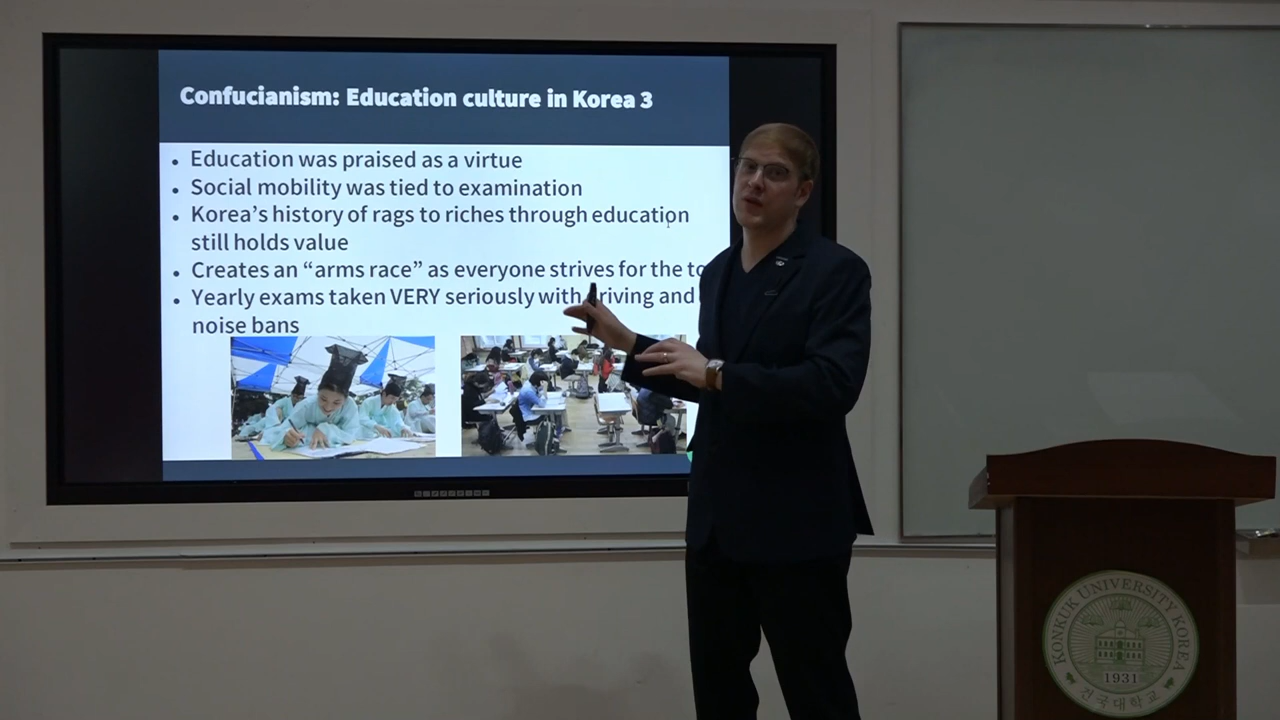 Confucianism: Education culture in Korea 3
• Education was praised as a virtue
• Social mobility was tied to examination
• Korea's history of rags to riches through education
still holds value
• Creates an “arms race” as everyone strives for the
• Yearly exams taken VERY seriously with driving and
noise bans
KONKUK UNIVERSITY KOREA
1931
건국대학교